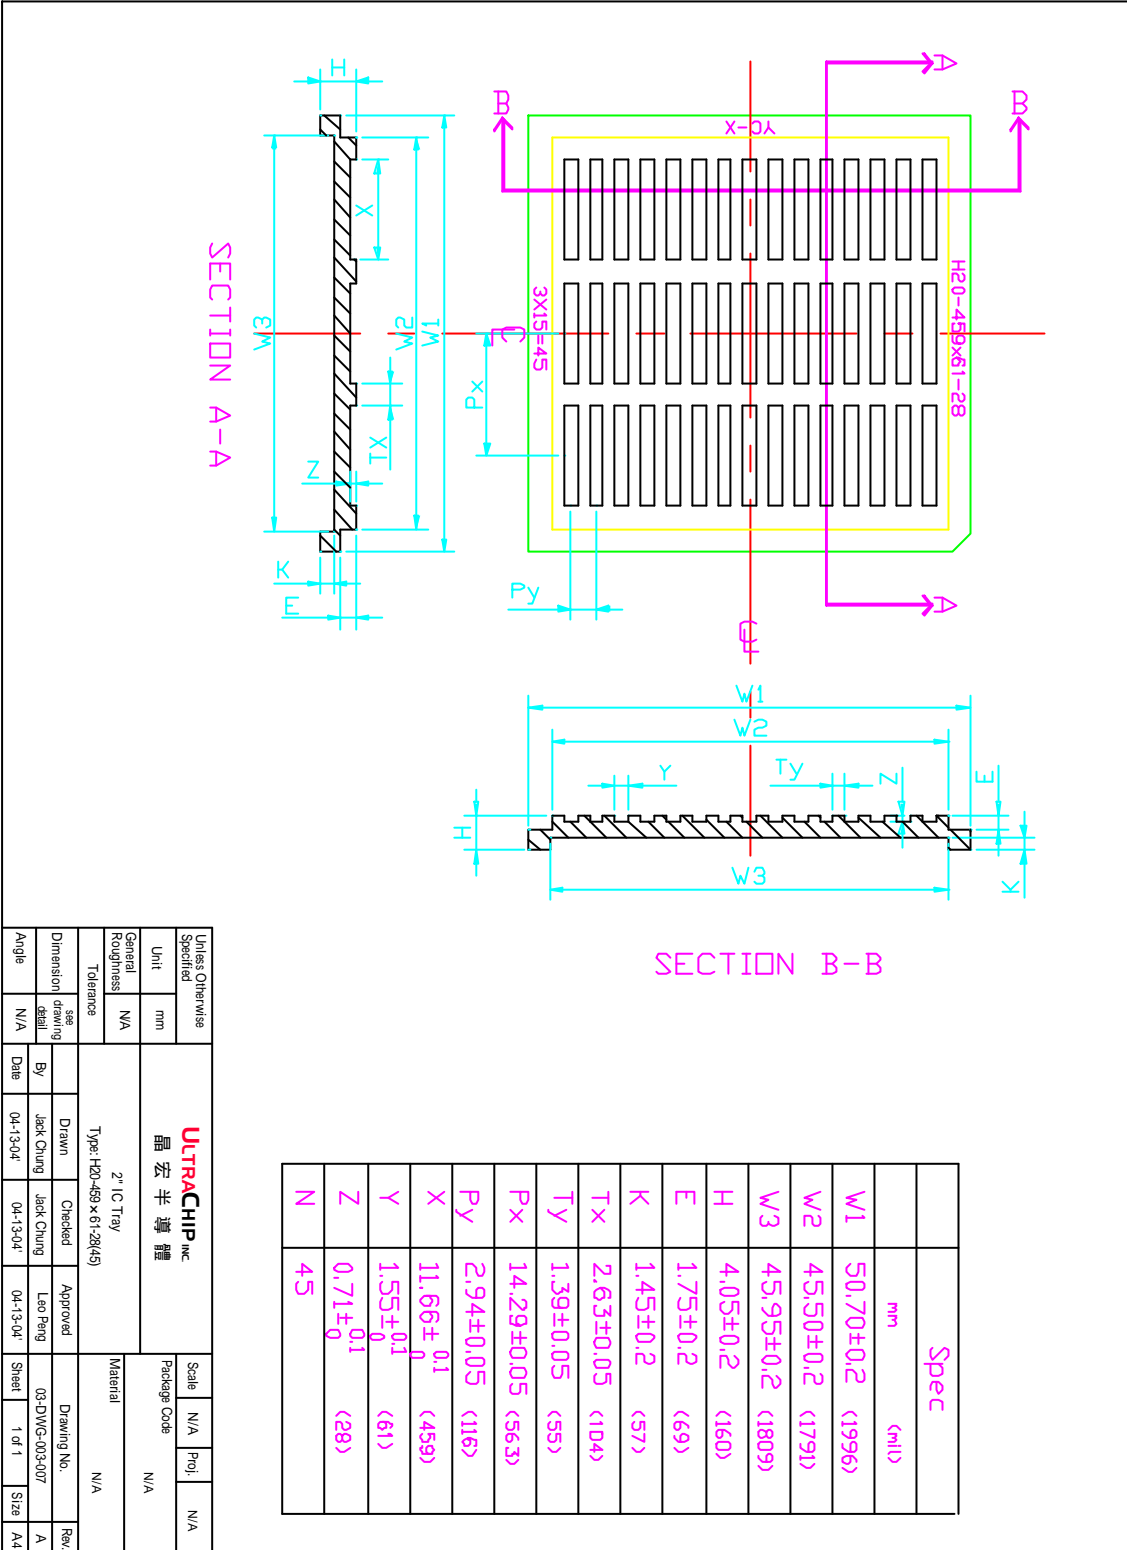 H
B
B
A
YC-X
X
W3
W2
W1
3X15=45
H20-459x61-28
Px
TX
Z
K
E
Py
A
SECTION A-A
W1
W2
Y
Ty
Z
E
H
K
W3
SECTION B-B
Spec
mm (mil)
W1 50.70±0.2 (1996)
W2 45.50±0.2 (1791)
W3 45.95±0.2 (1809)
H 4.05±0.2 (160)
E 1.75±0.2 (69)
K 1.45±0.2 (57)
Tx 2.63±0.05 (104)
Ty 1.39±0.05 (55)
Px 14.29±0.05 (563)
Py 2.94±0.05 (116)
X 11.66± 0.1 0 (459)
Y 1.55± 0.1 0 (61)
Z 0.71± 0.1 0 (28)
N 45
Unless Otherwise
Specified
Unit mm
General
Roughness N/A
Tolerance
Dimension see drawing detail
Angle N/A
ULTRACHIP INC.
晶宏半導體
2" IC Tray
Type: H20-459×61-28(45)
Drawn Checked Approved
By Jack Chung Jack Chung Leo Peng
Date 04-13-04' 04-13-04' 04-13-04'
Scale N/A Proj. N/A
Package Code N/A
Material N/A
Drawing No. Rev.
03-DWG-003-007 A
Sheet 1 of 1 Size A4